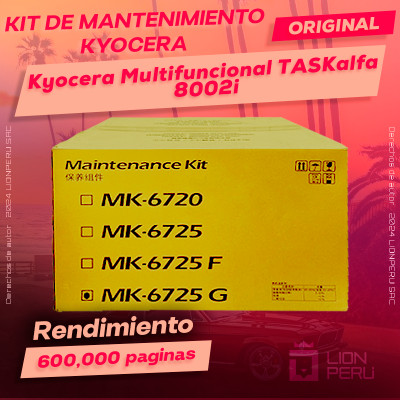 KIT DE MANTENIMIENTO
KYOCERA
ORIGINAL
Kyocera Multifuncional TASKalfa
8002i
Maintenance Kit
保养组件
MK-6720
MK-6725
MK-6725 F
MK-6725 G
Rendimiento
600,000 paginas
LION
PERU
Derechos de autor 2024 LIONPERU SAC
Derechos de autor 2024 LIONPERU SAC